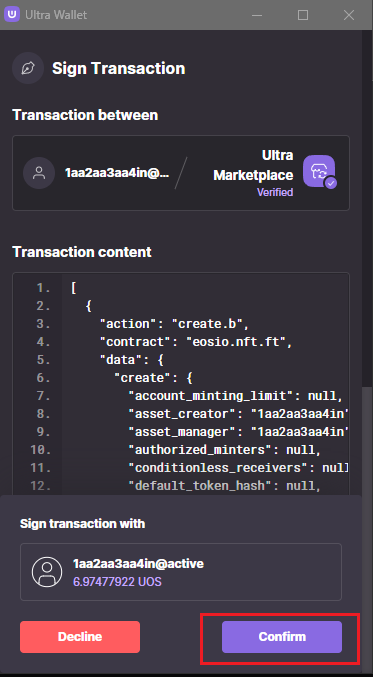 Ultra Wallet
Sign Transaction
Transaction between
1aa2aa3aa4in@...
Ultra
Marketplace
Verified
Transaction content
1. [
2. {
3. "action": "create.b",
4. "contract": "eosio.nft.ft",
5. "data": {
6. "create": {
7. "account_minting_limit": null,
8. "asset_creator": "1aa2aa3aa4in"
9. "asset_manager": "1aa2aa3aa4in"
10. "authorized_minters": null,
11. "conditionless_receivers": null
12. "default_token_hash": null,
Sign transaction with
1aa2aa3aa4in@active
6.97477922 UOS
Decline
Confirm